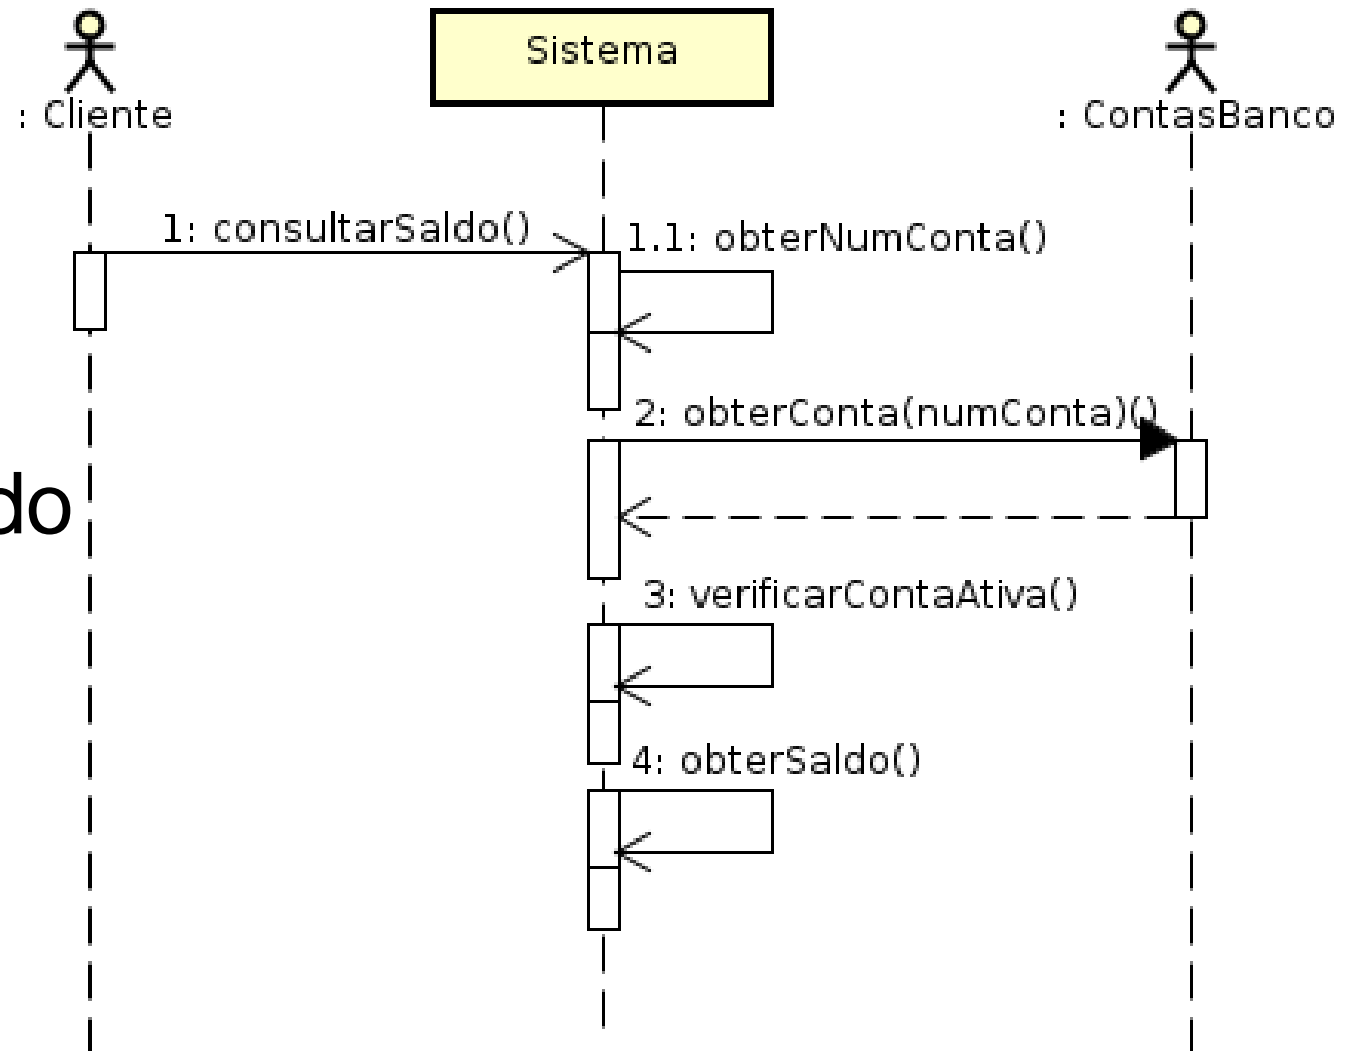 Sistema
: Cliente
: ContasBanco
1: consultarSaldo()
1.1: obterNumConta()
2: obterConta(numConta)()
do
3: verificarContaAtiva()
4: obterSaldo()